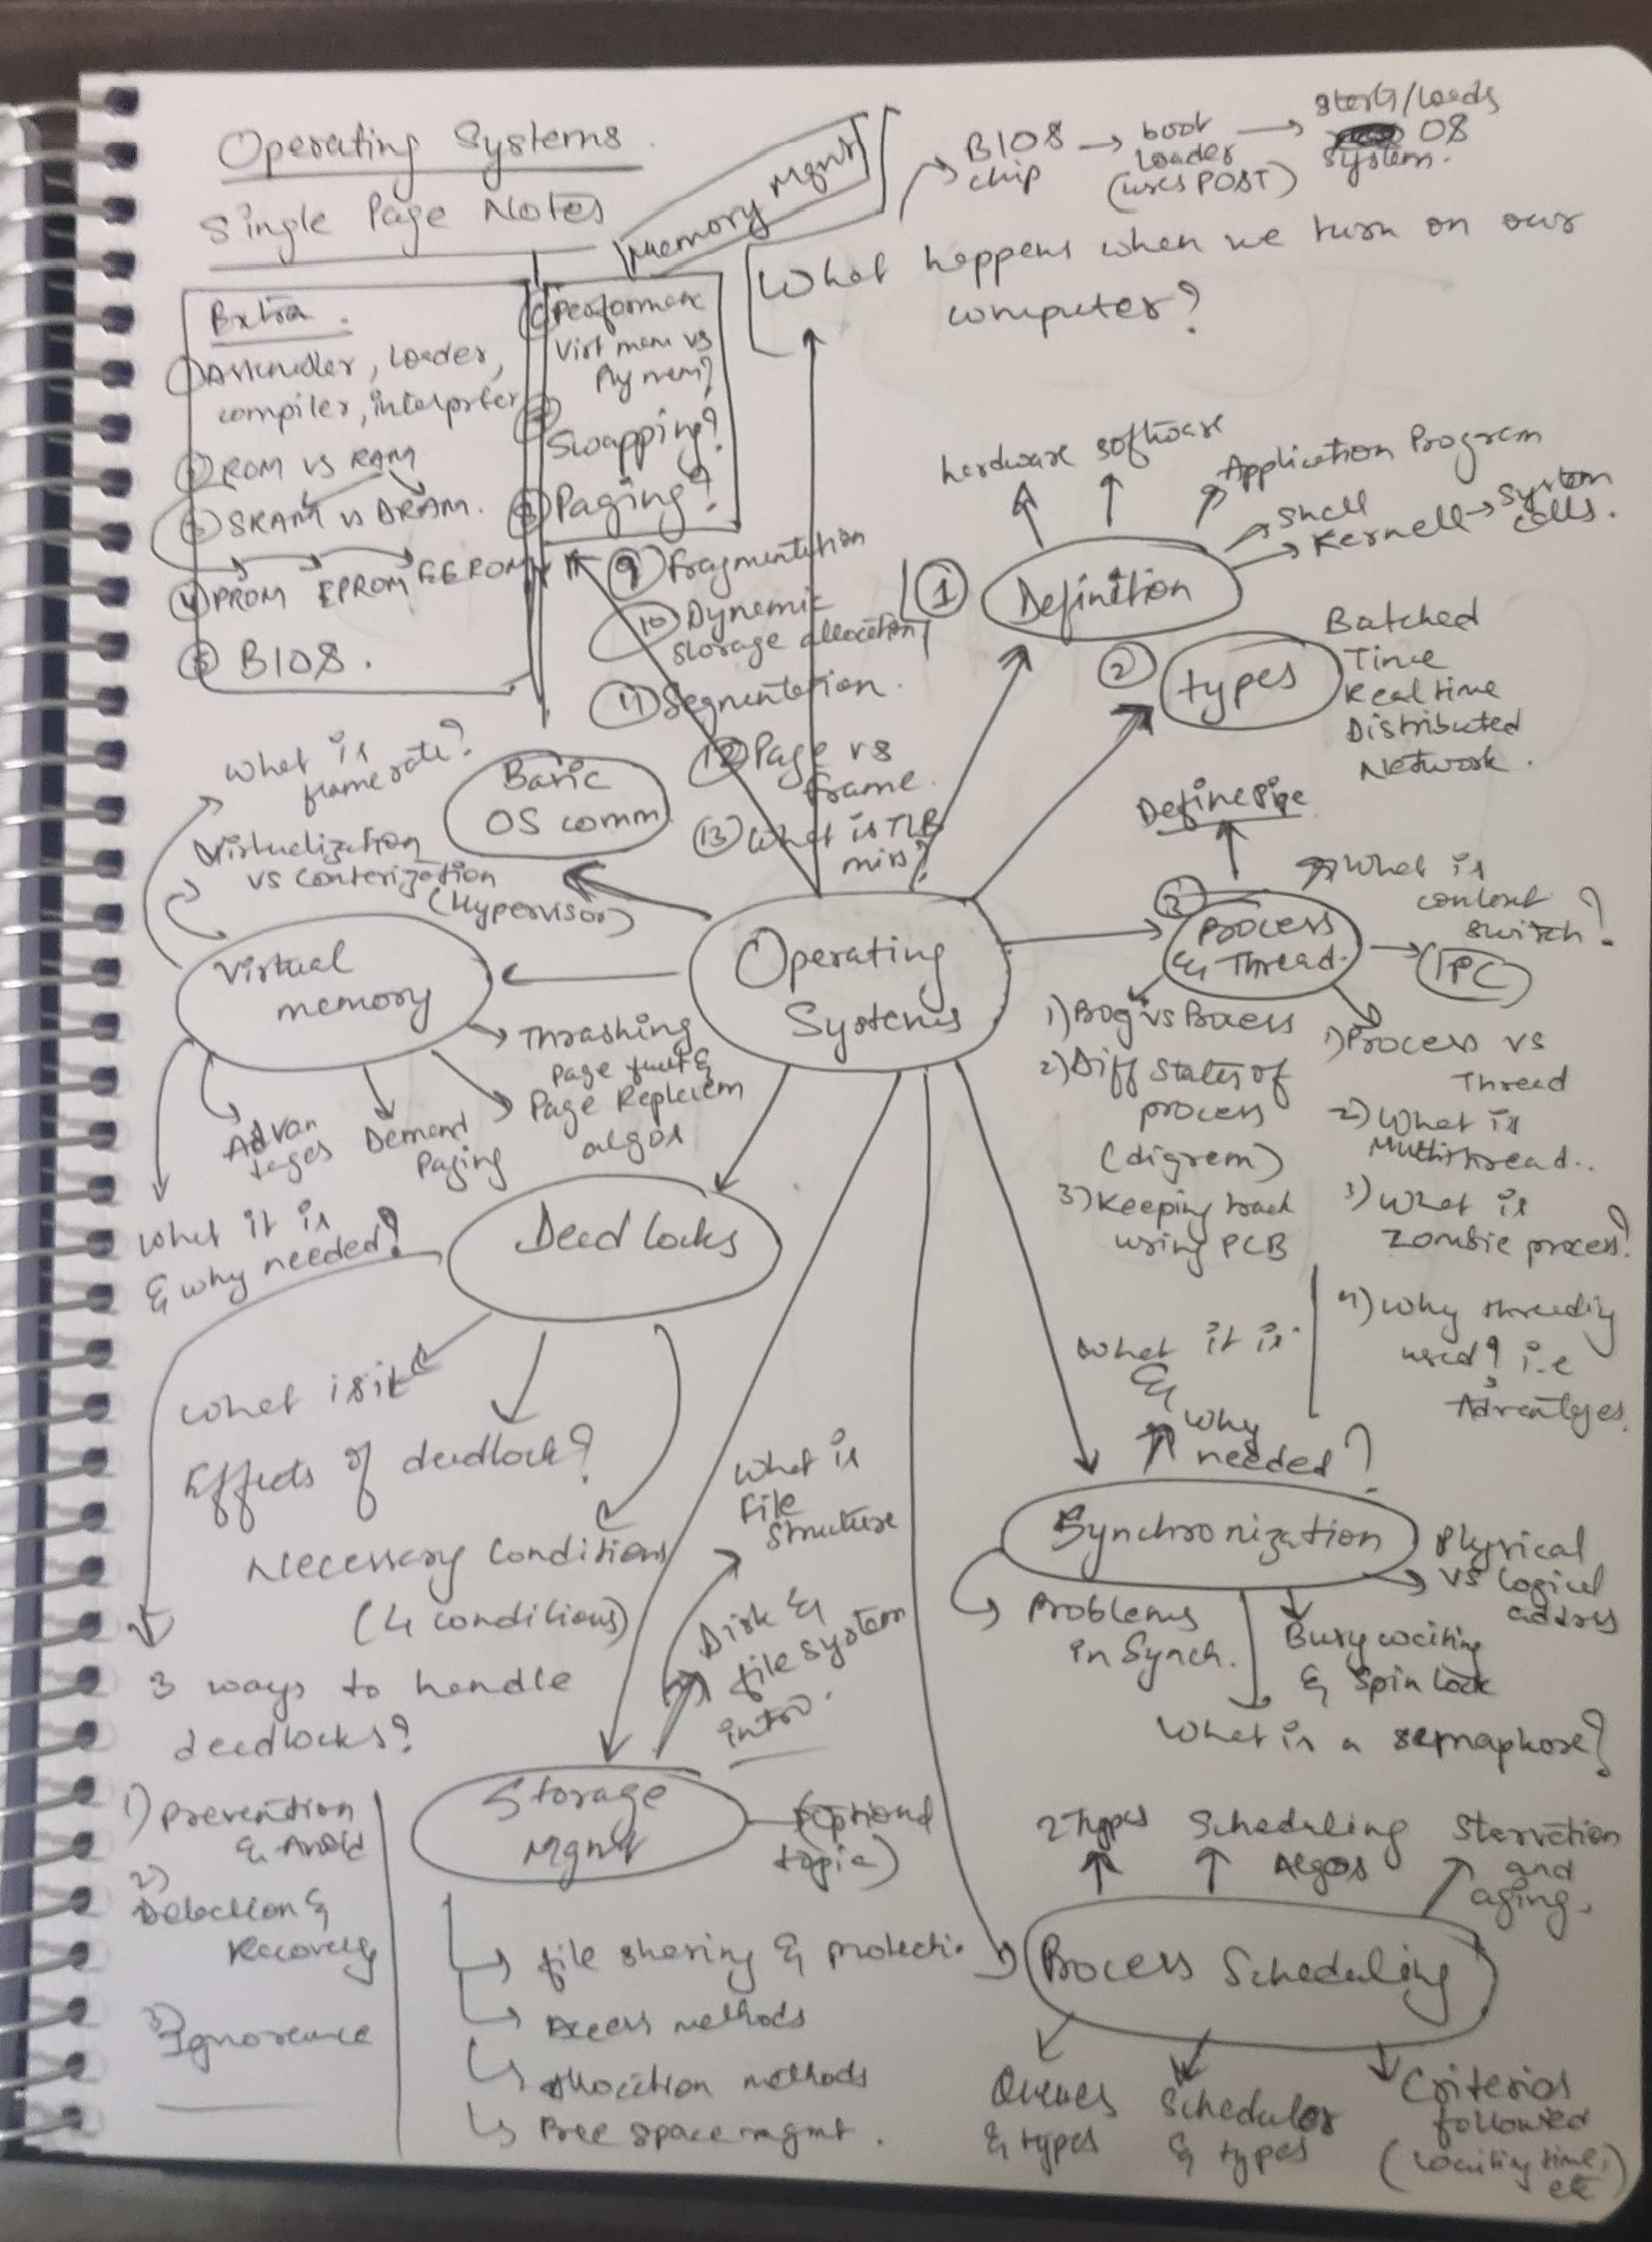 Operating Systems.
Single Page Notes
Memory Mgmt
BIOS chip → boot loader (uses POST) → starts/loads OS system.
What happens when we turn on our
computer?
Extra.
① Assembler, loader,
compiler, interpreter
② ROM vs RAM
③ SRAM vs DRAM.
④ PROM EPROM EEROM
⑤ BIOS.
⑥ Performance
Virt mem vs
Phy mem?
⑦ Swapping?
⑧ Paging?
⑨ Fragmentation
⑩ Dynamic
storage allocation
⑪ Segmentation.
⑫ Page vs
frame.
⑬ What is TLB
miss?
hardware software
Application Program
Shell
Kernell → System
calls.
① Definition
② types
Batched
Time
Real time
Distributed
Network.
Basic
OS comm
What is
framerate?
Virtualization
vs Conterization
(Hypervisor)
Virtual
memory
Thrashing
Page fault &
Page Replacem
algos
Demand
Paging
Advan
tages
What it is
& why needed?
Operating
Systems
Define Pipe
③ Process
& Thread.
What is
context
switch?
IPC
1) Prog vs Process
2) Diff States of
process
(digrem)
3) Keeping track
using PCB
1) Process vs
Thread
2) What is
Multithread..
3) What is
Zombie process?
4) Why threading
used? i.e
Advantages.
Dead locks
What is it
Effects of deadlock?
Necessary Conditions
(4 conditions)
3 ways to handle
deadlocks?
1) Prevention
& Avoid
2)
Detection &
Recovery
3)
Ignorance
What it is
&
Why
needed?
Synchronization
Physical
vs Logical
address
Problems
in Synch.
Busy waiting
& Spin lock
What is a semaphore?
What is
File
Structure
Disk &
file system
intro.
Storage
Mgmt
(Optional
topic)
file sharing & protecti.
Access methods
Allocation methods
Free space mgmt.
2 Types
Scheduling
Algos
Starvation
and
aging.
Process Scheduling
Queues
& types
Scheduler
& types
Criterias
followed
(waiting time,
etc)